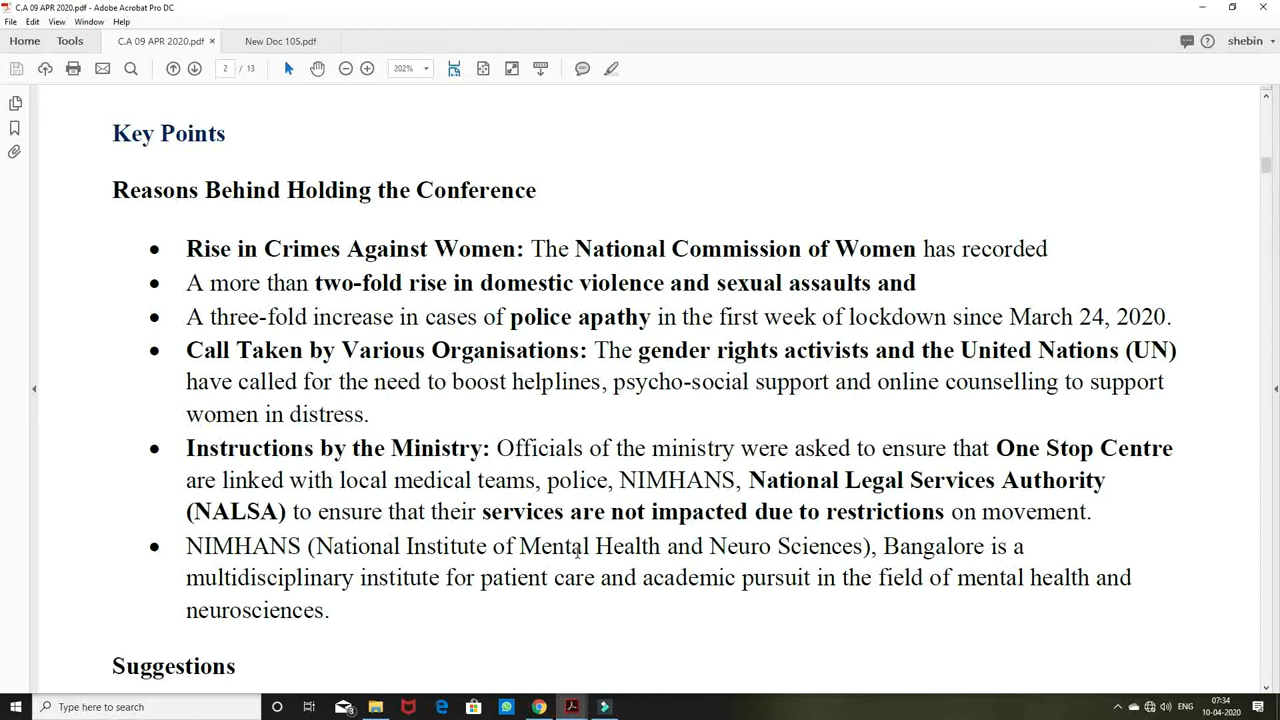 C.A 09 APR 2020.pdf - Adobe Acrobat Pro DC
File Edit View Window Help
Home Tools C.A 09 APR 2020.pdf × New Doc 105.pdf shebin
2 / 13 202%
Key Points
Reasons Behind Holding the Conference
• Rise in Crimes Against Women: The National Commission of Women has recorded
• A more than two-fold rise in domestic violence and sexual assaults and
• A three-fold increase in cases of police apathy in the first week of lockdown since March 24, 2020.
• Call Taken by Various Organisations: The gender rights activists and the United Nations (UN)
have called for the need to boost helplines, psycho-social support and online counselling to support
women in distress.
• Instructions by the Ministry: Officials of the ministry were asked to ensure that One Stop Centre
are linked with local medical teams, police, NIMHANS, National Legal Services Authority
(NALSA) to ensure that their services are not impacted due to restrictions on movement.
• NIMHANS (National Institute of Mental Health and Neuro Sciences), Bangalore is a
multidisciplinary institute for patient care and academic pursuit in the field of mental health and
neurosciences.
Suggestions
Type here to search
07:34
10-04-2020